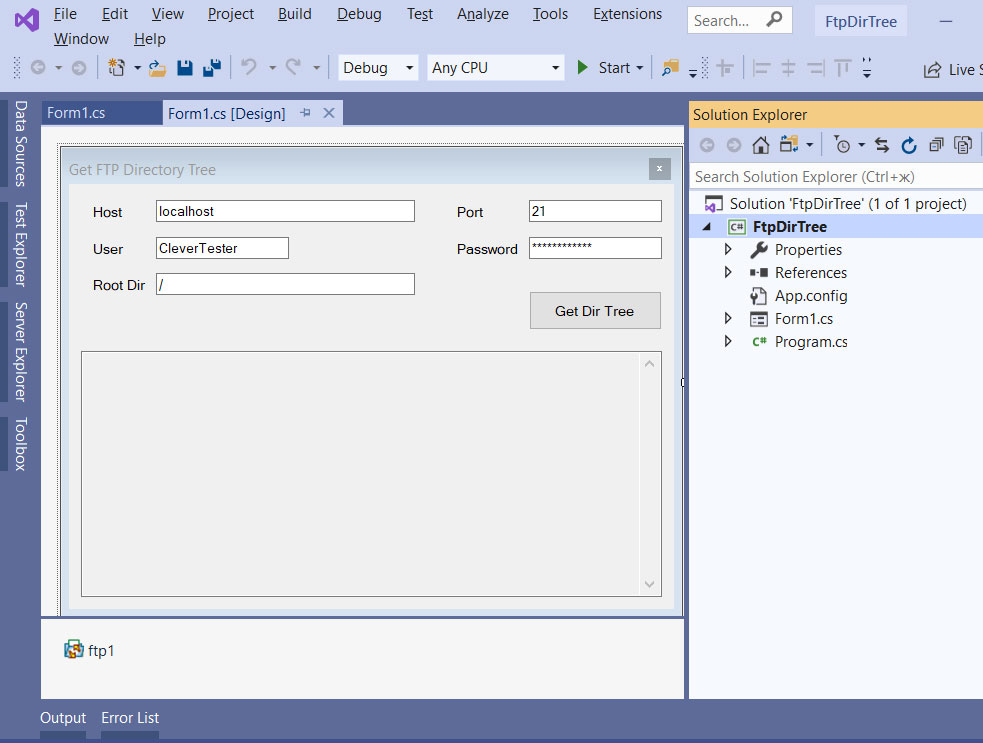 File Edit View Project Build Debug Test Analyze Tools Extensions Search... FtpDirTree
Window Help
Debug Any CPU Start Live S
Data Sources
Test Explorer
Server Explorer
Toolbox
Form1.cs Form1.cs [Design]
Get FTP Directory Tree
Host localhost Port 21
User CleverTester Password ************
Root Dir /
Get Dir Tree
ftp1
Solution Explorer
Search Solution Explorer (Ctrl+ж)
Solution 'FtpDirTree' (1 of 1 project)
C# FtpDirTree
Properties
References
App.config
Form1.cs
C# Program.cs
Output Error List